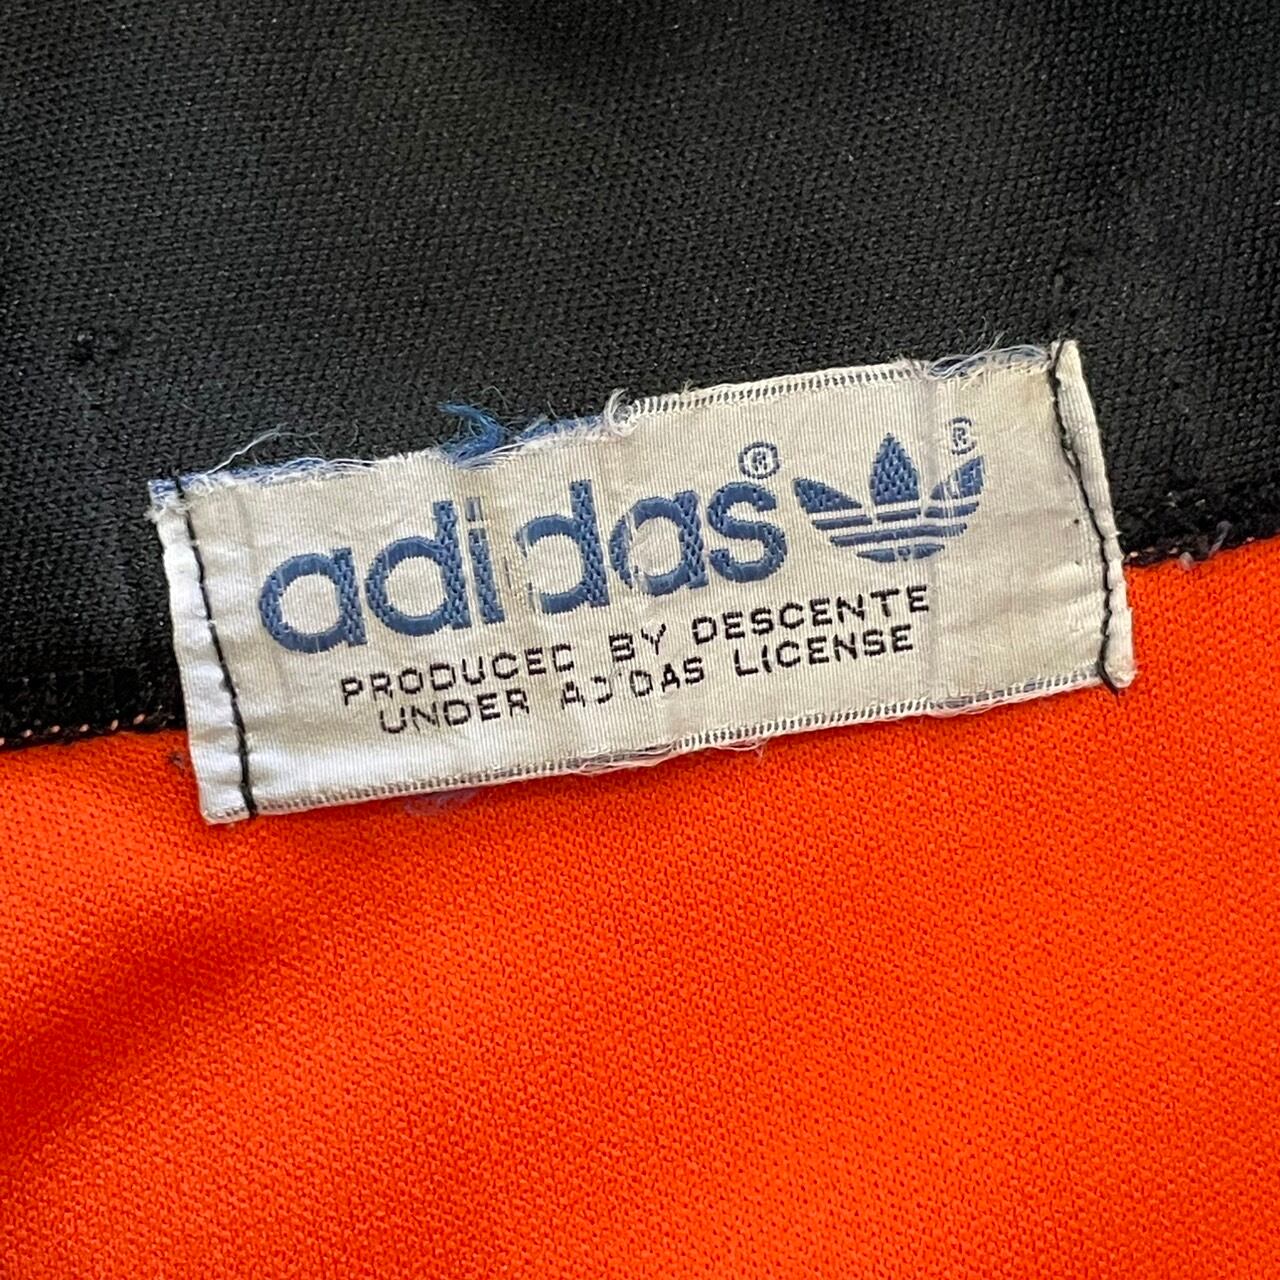 adidas® ®
PRODUCED BY DESCENTE
UNDER ADIDAS LICENSE